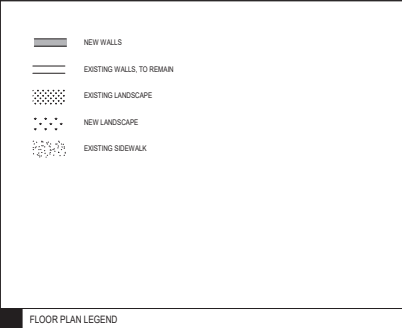 NEW WALLS
EXISTING WALLS, TO REMAIN
EXISTING LANDSCAPE
NEW LANDSCAPE
EXISTING SIDEWALK
FLOOR PLAN LEGEND